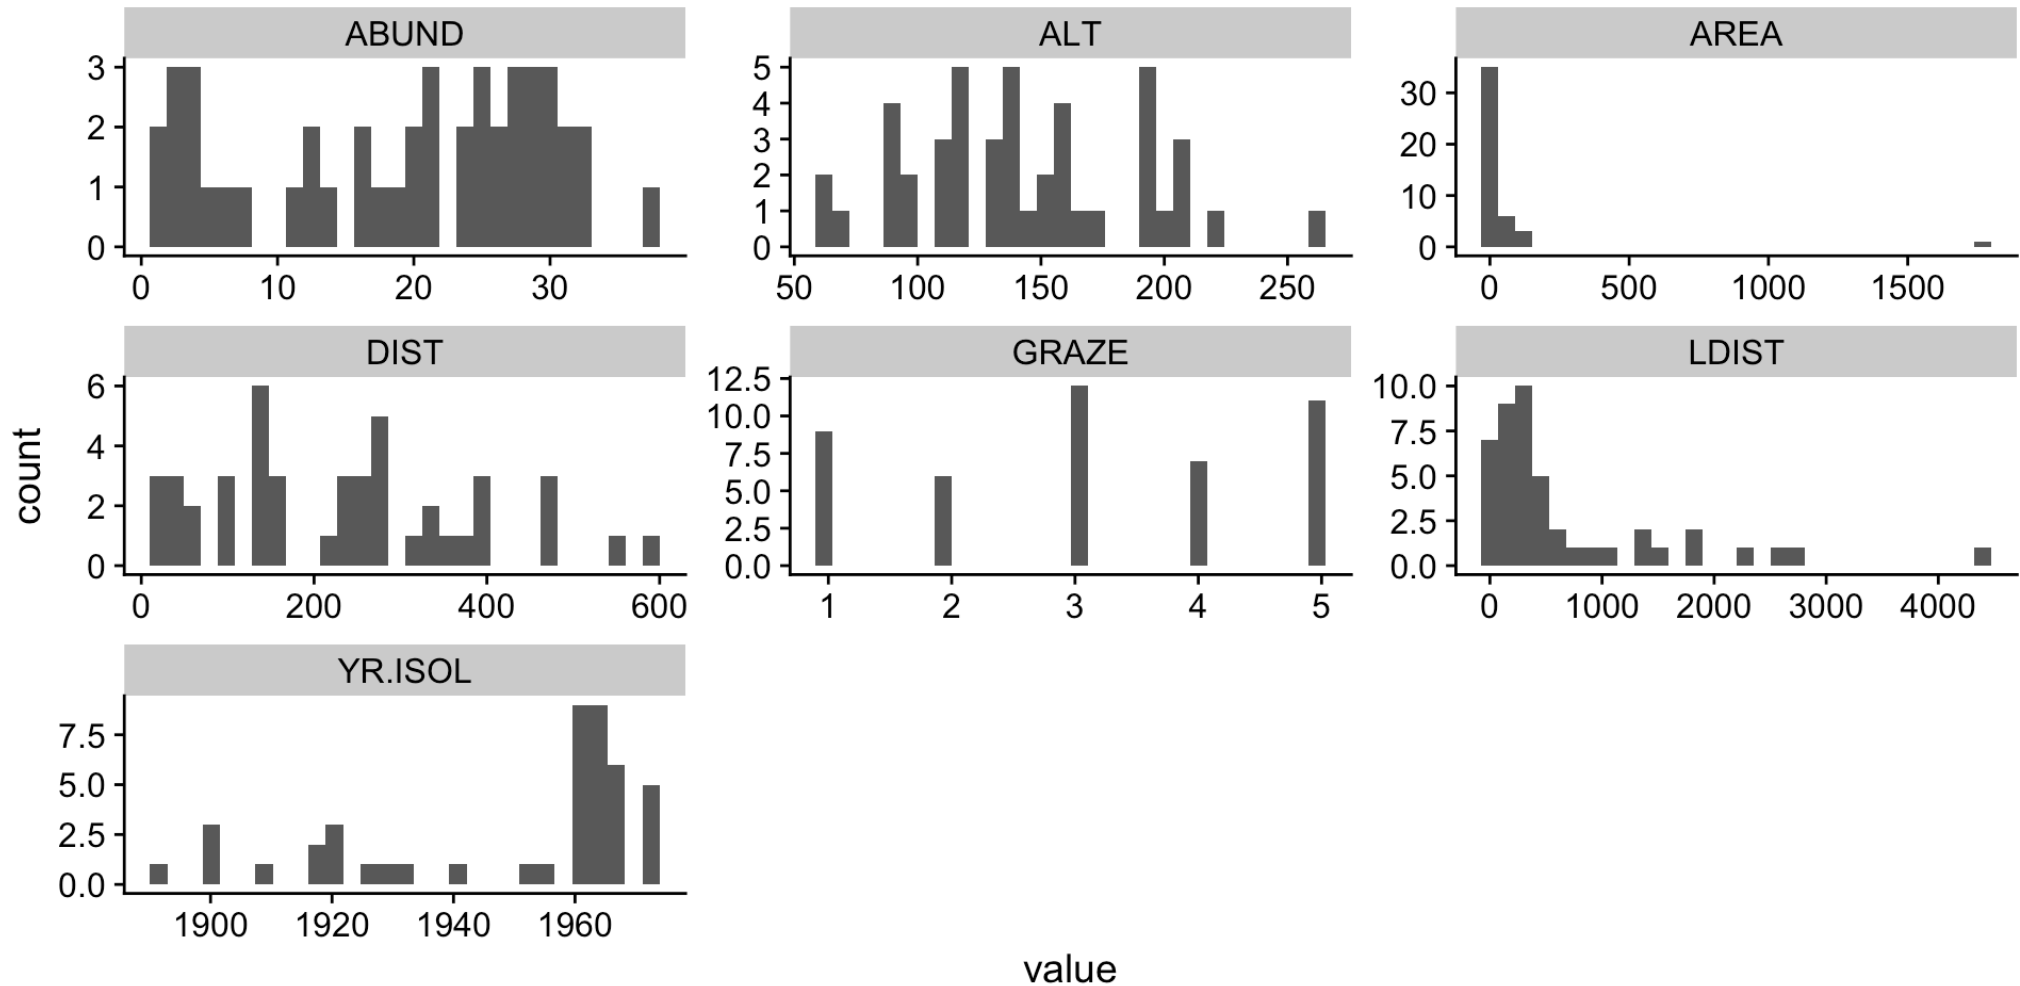 ABUND
ALT
AREA
3
2
1
0
5
4
3
2
1
0
30
20
10
0
0 10 20 30
50 100 150 200 250
0 500 1000 1500
DIST
GRAZE
LDIST
6
4
2
0
12.5
10.0
7.5
5.0
2.5
0.0
10.0
7.5
5.0
2.5
0.0
0 200 400 600
1 2 3 4 5
0 1000 2000 3000 4000
count
YR.ISOL
7.5
5.0
2.5
0.0
1900 1920 1940 1960
value